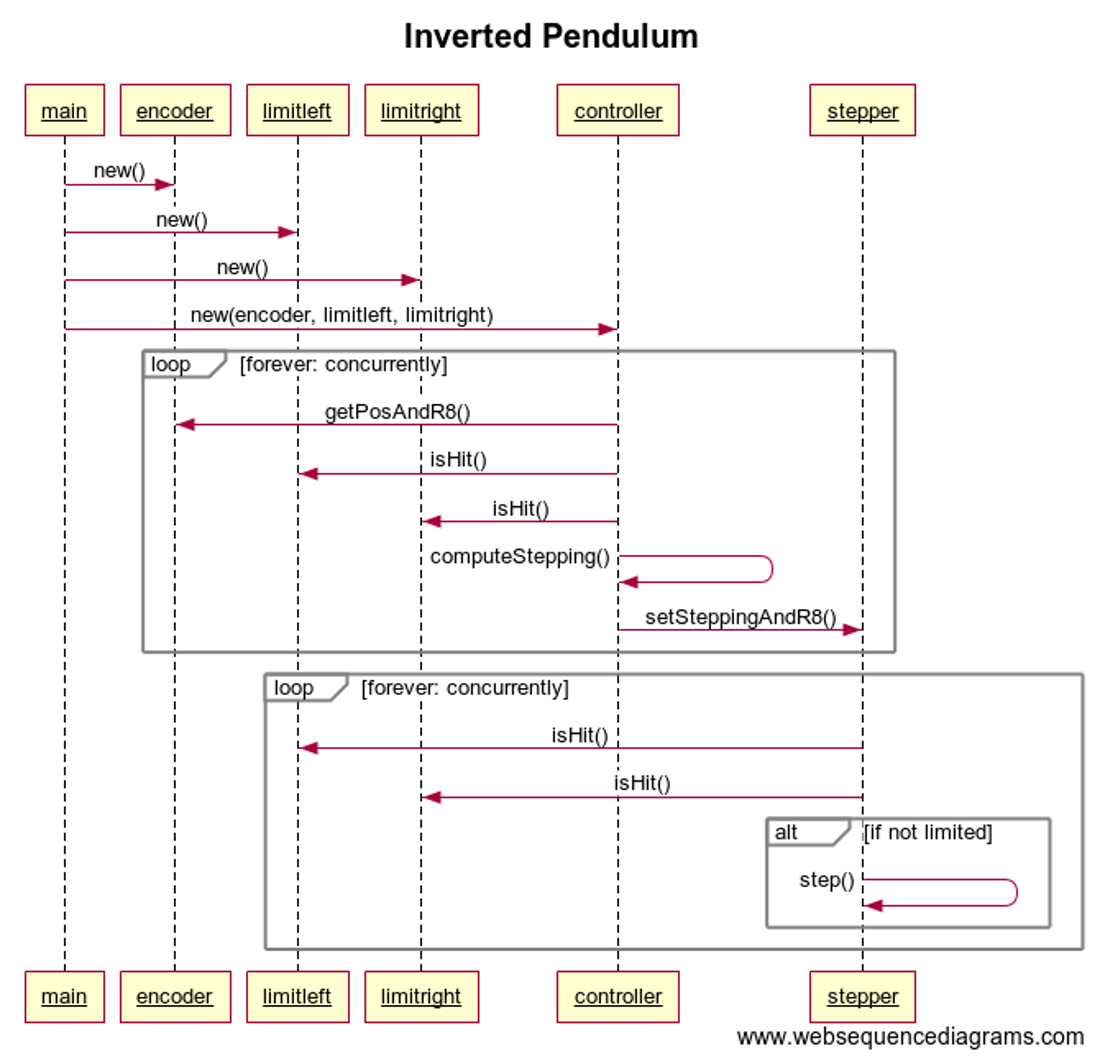 Inverted Pendulum
main encoder limitleft limitright controller stepper
new()
new()
new()
new(encoder, limitleft, limitright)
loop [forever: concurrently]
getPosAndR8()
isHit()
isHit()
computeStepping()
setSteppingAndR8()
loop [forever: concurrently]
isHit()
isHit()
alt [if not limited]
step()
main encoder limitleft limitright controller stepper
www.websequencediagrams.com